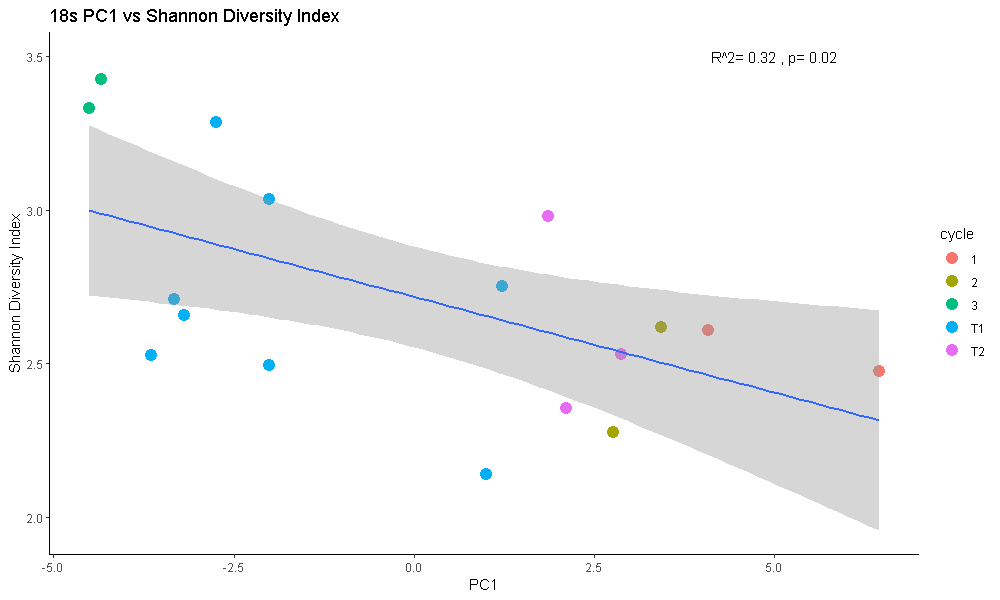 18s PC1 vs Shannon Diversity Index
R^2= 0.32 , p= 0.02
3.5
3.0
2.5
2.0
Shannon Diversity Index
-5.0
-2.5
0.0
2.5
5.0
PC1
cycle
1
2
3
T1
T2